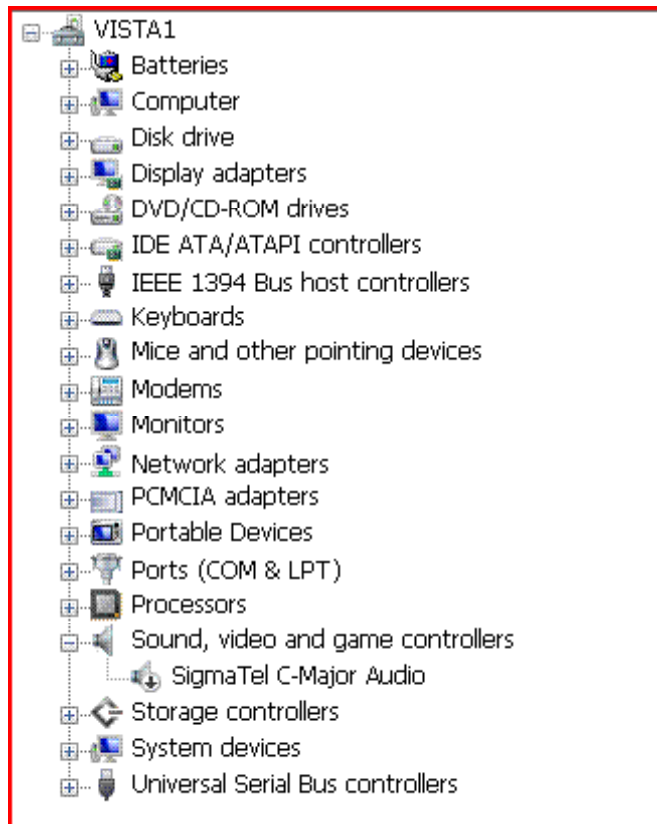 VISTA1
Batteries
Computer
Disk drive
Display adapters
DVD/CD-ROM drives
IDE ATA/ATAPI controllers
IEEE 1394 Bus host controllers
Keyboards
Mice and other pointing devices
Modems
Monitors
Network adapters
PCMCIA adapters
Portable Devices
Ports (COM & LPT)
Processors
Sound, video and game controllers
SigmaTel C-Major Audio
Storage controllers
System devices
Universal Serial Bus controllers